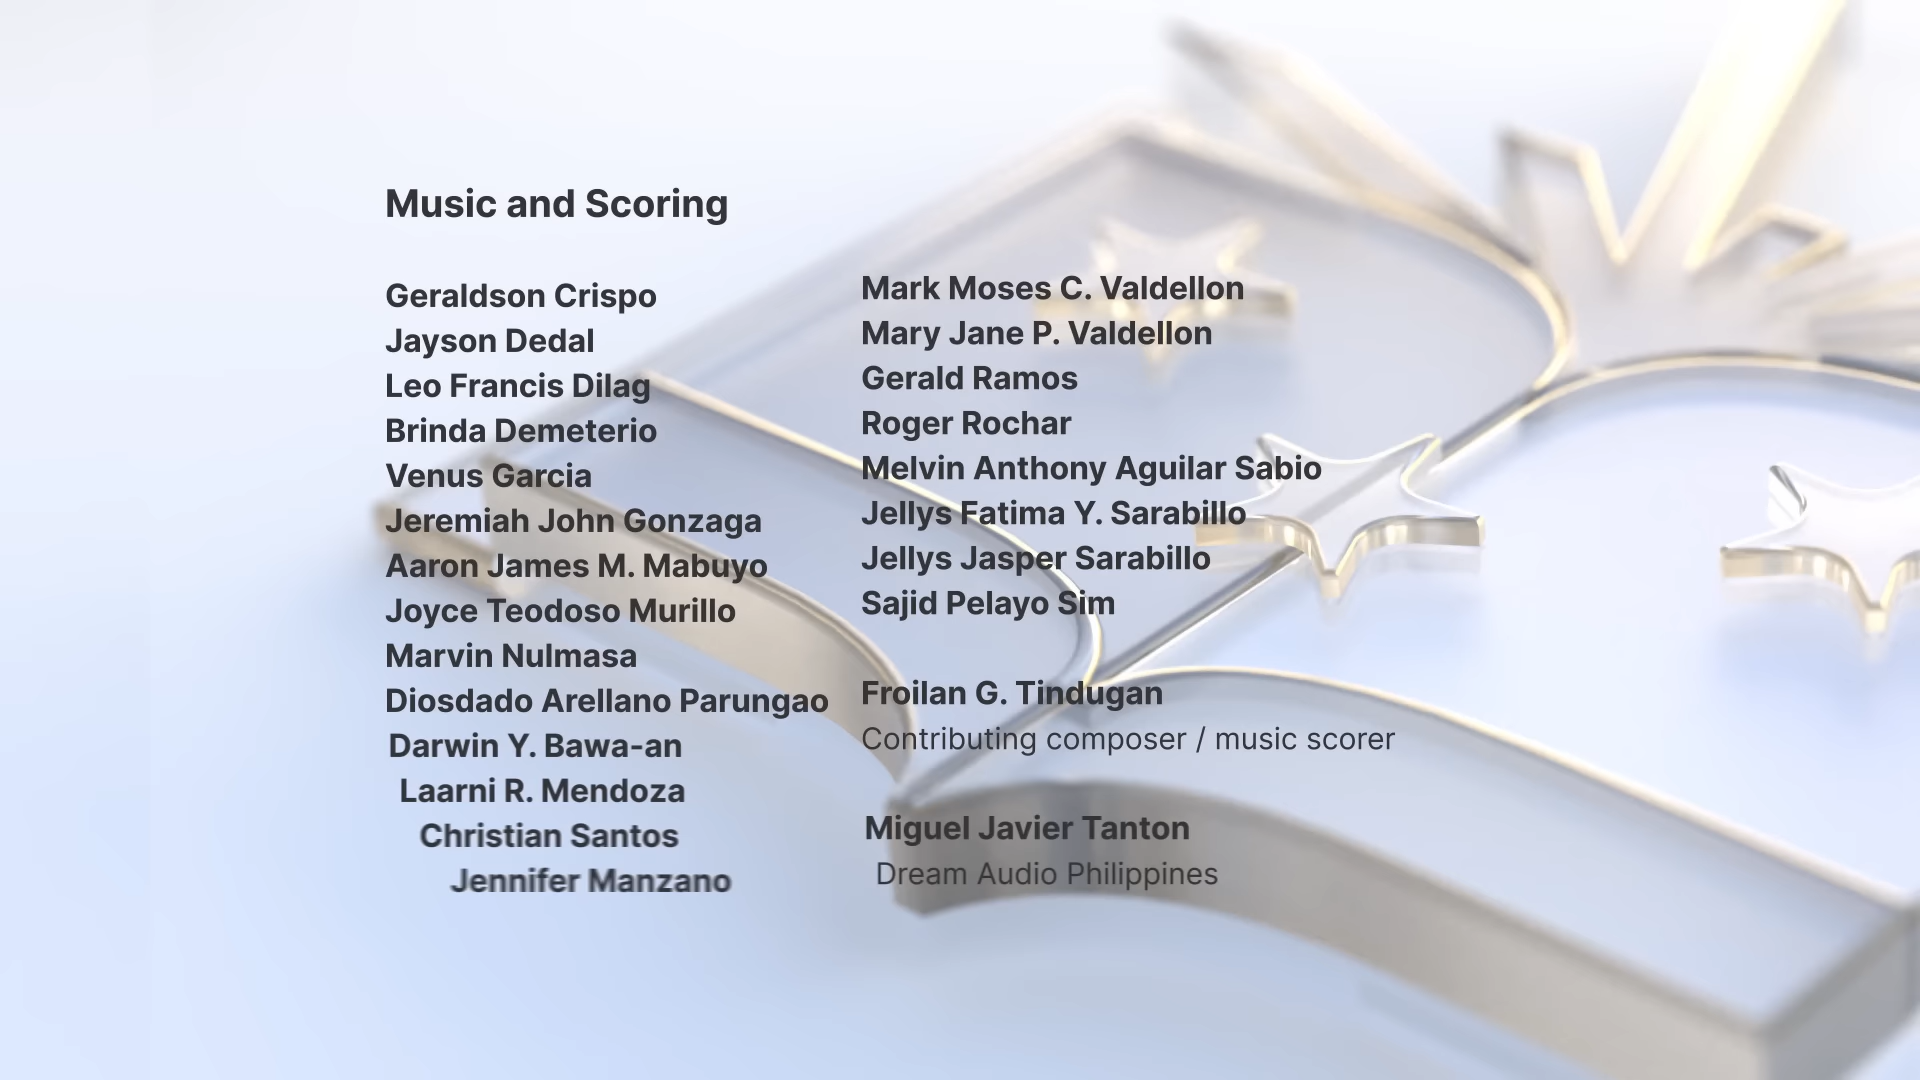 Music and Scoring
Geraldson Crispo
Jayson Dedal
Leo Francis Dilag
Brinda Demeterio
Venus Garcia
Jeremiah John Gonzaga
Aaron James M. Mabuyo
Joyce Teodoso Murillo
Marvin Nulmasa
Diosdado Arellano Parungao
Darwin Y. Bawa-an
Laarni R. Mendoza
Christian Santos
Jennifer Manzano
Mark Moses C. Valdellon
Mary Jane P. Valdellon
Gerald Ramos
Roger Rochar
Melvin Anthony Aguilar Sabio
Jellys Fatima Y. Sarabillo
Jellys Jasper Sarabillo
Sajid Pelayo Sim
Froilan G. Tindugan
Contributing composer / music scorer
Miguel Javier Tanton
Dream Audio Philippines